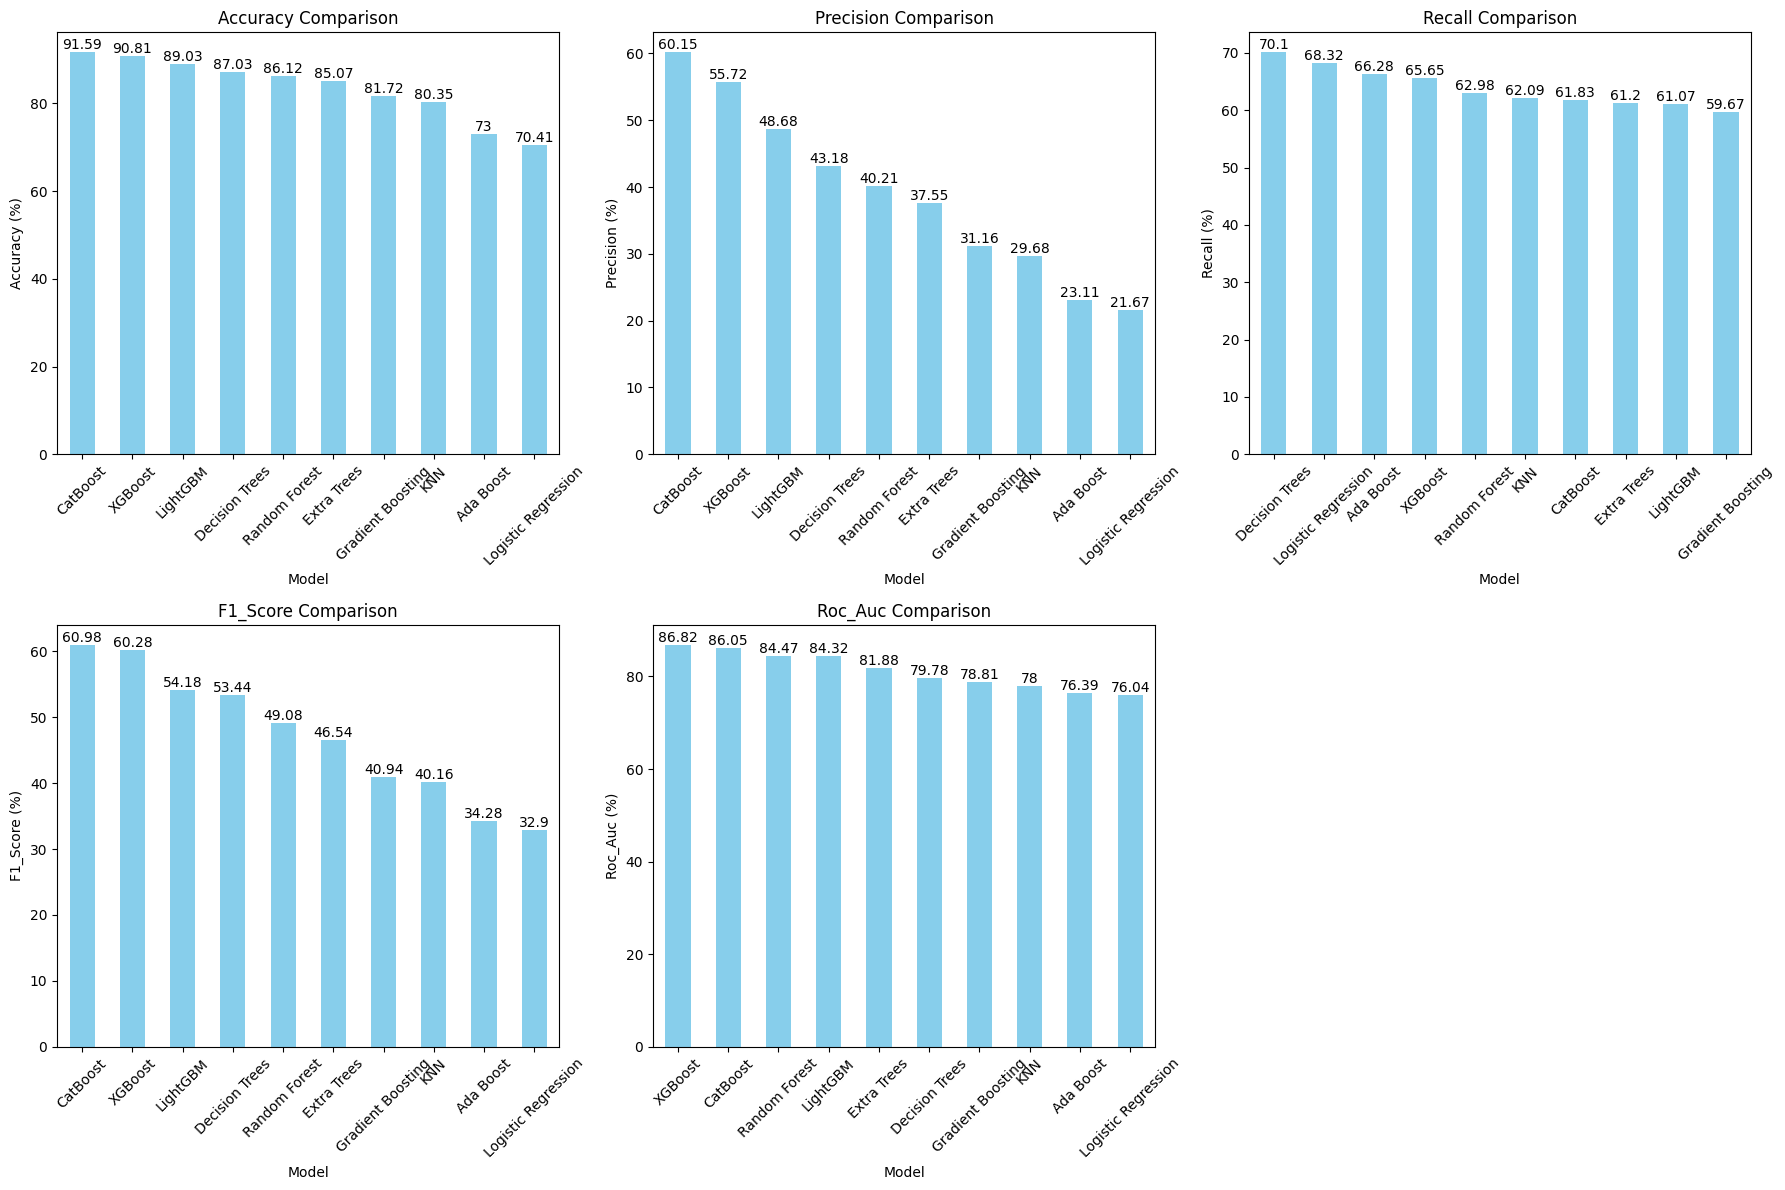 Accuracy Comparison
Accuracy (%)
80
60
40
20
0
91.59
90.81
89.03
87.03
86.12
85.07
81.72
80.35
73
70.41
CatBoost
XGBoost
LightGBM
Decision Trees
Random Forest
Extra Trees
Gradient Boosting
KNN
Ada Boost
Logistic Regression
Model
Precision Comparison
Precision (%)
60
50
40
30
20
10
0
60.15
55.72
48.68
43.18
40.21
37.55
31.16
29.68
23.11
21.67
CatBoost
XGBoost
LightGBM
Decision Trees
Random Forest
Extra Trees
Gradient Boosting
KNN
Ada Boost
Logistic Regression
Model
Recall Comparison
Recall (%)
70
60
50
40
30
20
10
0
70.1
68.32
66.28
65.65
62.98
62.09
61.83
61.2
61.07
59.67
Decision Trees
Logistic Regression
Ada Boost
XGBoost
Random Forest
KNN
CatBoost
Extra Trees
LightGBM
Gradient Boosting
Model
F1_Score Comparison
F1_Score (%)
60
50
40
30
20
10
0
60.98
60.28
54.18
53.44
49.08
46.54
40.94
40.16
34.28
32.9
CatBoost
XGBoost
LightGBM
Decision Trees
Random Forest
Extra Trees
Gradient Boosting
KNN
Ada Boost
Logistic Regression
Model
Roc_Auc Comparison
Roc_Auc (%)
80
60
40
20
0
86.82
86.05
84.47
84.32
81.88
79.78
78.81
78
76.39
76.04
XGBoost
CatBoost
Random Forest
LightGBM
Extra Trees
Decision Trees
Gradient Boosting
KNN
Ada Boost
Logistic Regression
Model